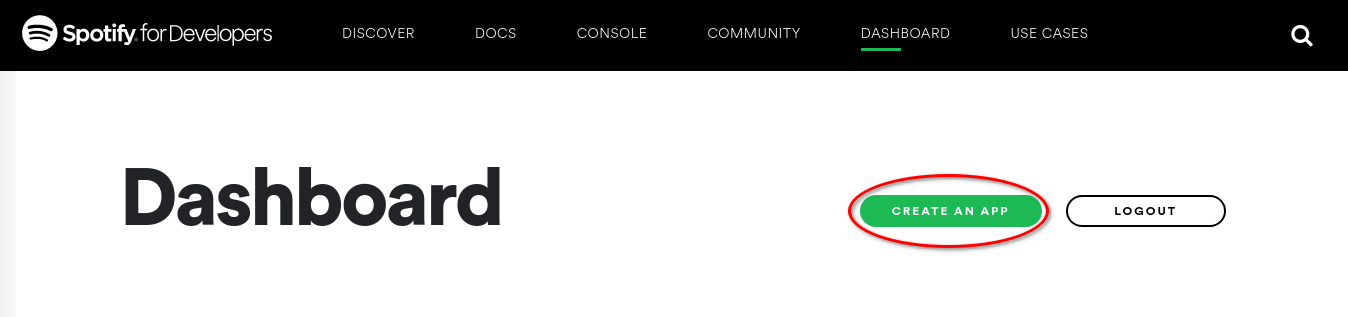 Spotify for Developers DISCOVER DOCS CONSOLE COMMUNITY DASHBOARD USE CASES
Dashboard
CREATE AN APP LOGOUT